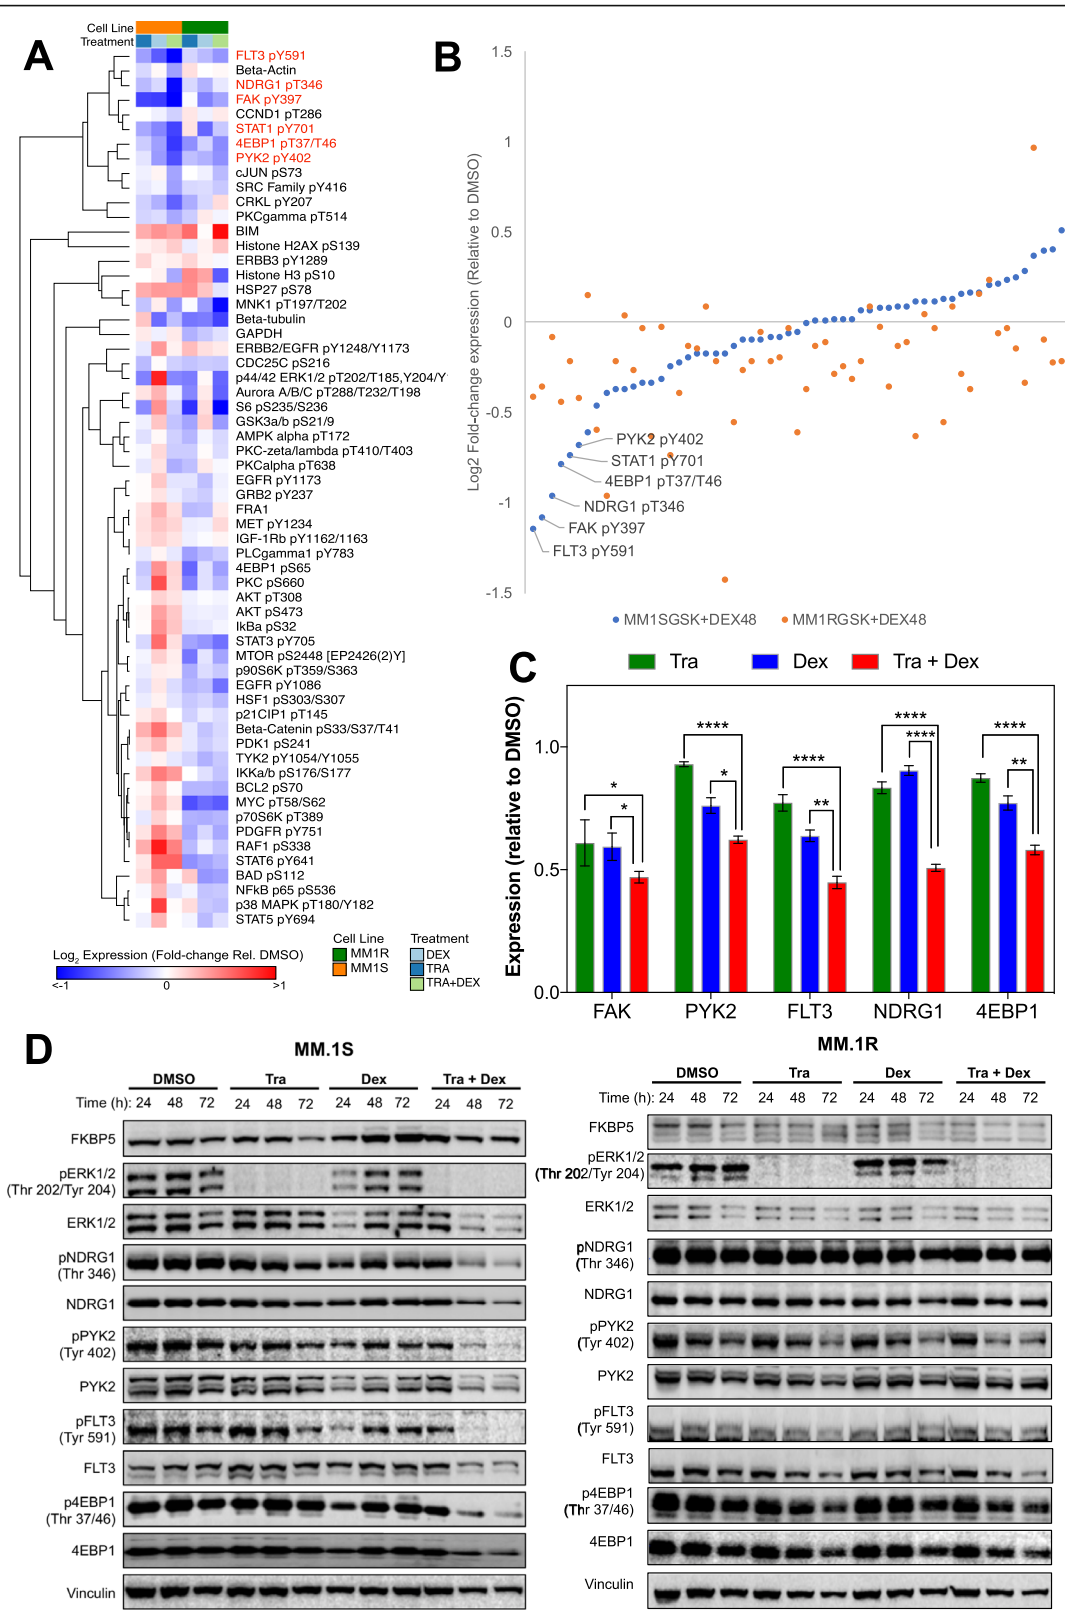 A
Cell Line
Treatment
FLT3 pY591
Beta-Actin
NDRG1 pT346
FAK pY397
CCND1 pT286
STAT1 pY701
4EBP1 pT37/T46
PYK2 pY402
cJUN pS73
SRC Family pY416
CRKL pY207
PKCgamma pT514
BIM
Histone H2AX pS139
ERBB3 pY1289
Histone H3 pS10
HSP27 pS78
MNK1 pT197/T202
Beta-tubulin
GAPDH
ERBB2/EGFR pY1248/Y1173
CDC25C pS216
p44/42 ERK1/2 pT202/T185,Y204/Y
Aurora A/B/C pT288/T232/T198
S6 pS235/S236
GSK3a/b pS21/9
AMPK alpha pT172
PKC-zeta/lambda pT410/T403
PKCalpha pT638
EGFR pY1173
GRB2 pY237
FRA1
MET pY1234
IGF-1Rb pY1162/1163
PLCgamma1 pY783
4EBP1 pS65
PKC pS660
AKT pT308
AKT pS473
IkBa pS32
STAT3 pY705
MTOR pS2448 [EP2426(2)Y]
p90S6K pT359/S363
EGFR pY1086
HSF1 pS303/S307
p21CIP1 pT145
Beta-Catenin pS33/S37/T41
PDK1 pS241
TYK2 pY1054/Y1055
IKKa/b pS176/S177
BCL2 pS70
MYC pT58/S62
p70S6K pT389
PDGFR pY751
RAF1 pS338
STAT6 pY641
BAD pS112
NFkB p65 pS536
p38 MAPK pT180/Y182
STAT5 pY694
Log2 Expression (Fold-change Rel. DMSO)
<-1 0 >1
Cell Line
MM1R
MM1S
Treatment
DEX
TRA
TRA+DEX
B
Log2 Fold-change expression (Relative to DMSO)
1.5
1
0.5
0
-0.5
-1
-1.5
PYK2 pY402
STAT1 pY701
4EBP1 pT37/T46
NDRG1 pT346
FAK pY397
FLT3 pY591
MM1SGSK+DEX48 MM1RGSK+DEX48
C
Tra Dex Tra + Dex
Expression (relative to DMSO)
1.0
0.5
0.0
* *
**** *
**** **
**** ****
**** **
FAK PYK2 FLT3 NDRG1 4EBP1
D
MM.1S
DMSO Tra Dex Tra + Dex
Time (h): 24 48 72 24 48 72 24 48 72 24 48 72
FKBP5
pERK1/2
(Thr 202/Tyr 204)
ERK1/2
pNDRG1
(Thr 346)
NDRG1
pPYK2
(Tyr 402)
PYK2
pFLT3
(Tyr 591)
FLT3
p4EBP1
(Thr 37/46)
4EBP1
Vinculin
MM.1R
DMSO Tra Dex Tra + Dex
Time (h): 24 48 72 24 48 72 24 48 72 24 48 72
FKBP5
pERK1/2
(Thr 202/Tyr 204)
ERK1/2
pNDRG1
(Thr 346)
NDRG1
pPYK2
(Tyr 402)
PYK2
pFLT3
(Tyr 591)
FLT3
p4EBP1
(Thr 37/46)
4EBP1
Vinculin